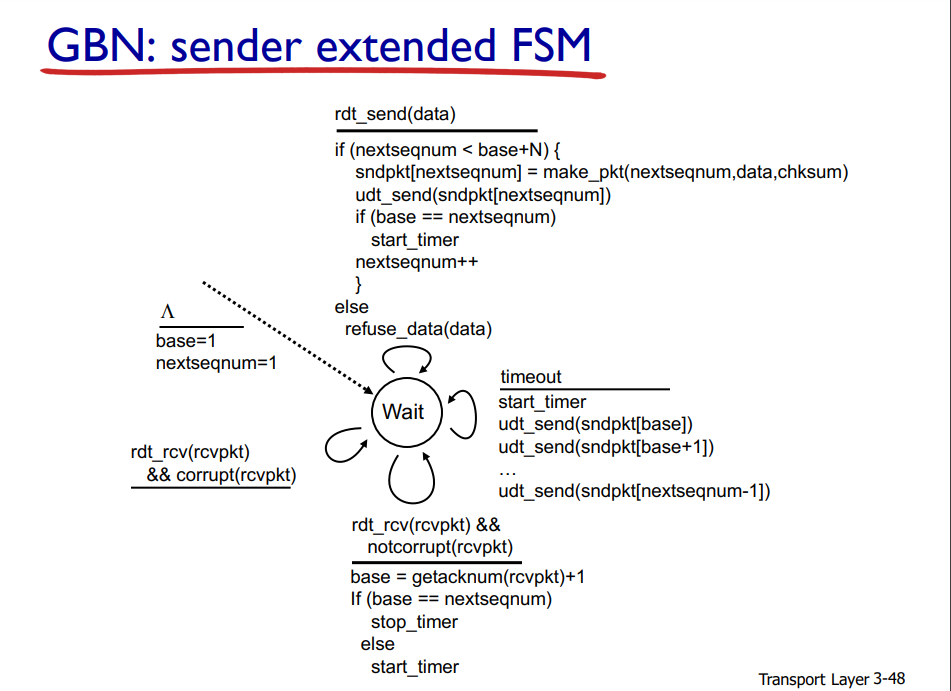 GBN: sender extended FSM
rdt_send(data)
if (nextseqnum < base+N) {
sndpkt[nextseqnum] = make_pkt(nextseqnum,data,chksum)
udt_send(sndpkt[nextseqnum])
if (base == nextseqnum)
start_timer
nextseqnum++
}
else
refuse_data(data)
Λ
base=1
nextseqnum=1
Wait
timeout
start_timer
udt_send(sndpkt[base])
udt_send(sndpkt[base+1])
…
udt_send(sndpkt[nextseqnum-1])
rdt_rcv(rcvpkt)
&& corrupt(rcvpkt)
rdt_rcv(rcvpkt) &&
notcorrupt(rcvpkt)
base = getacknum(rcvpkt)+1
If (base == nextseqnum)
stop_timer
else
start_timer
Transport Layer 3-48